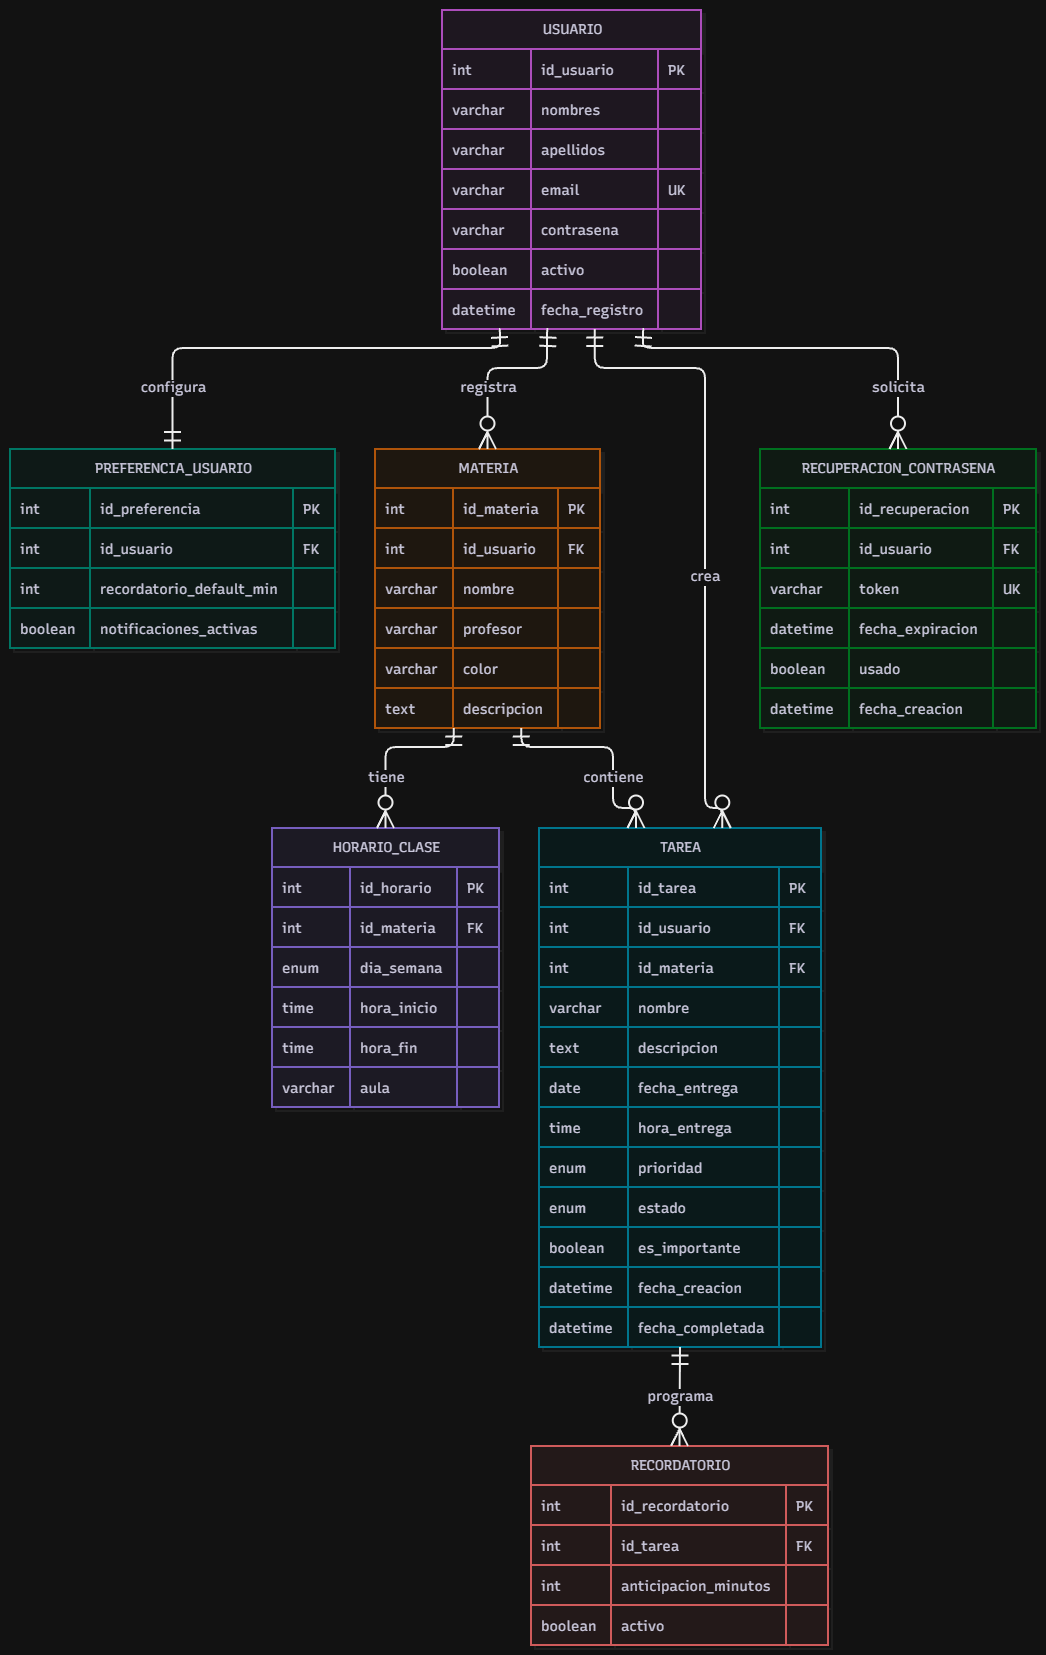 USUARIO
int id_usuario PK
varchar nombres
varchar apellidos
varchar email UK
varchar contrasena
boolean activo
datetime fecha_registro
configura
registra
solicita
crea
PREFERENCIA_USUARIO
int id_preferencia PK
int id_usuario FK
int recordatorio_default_min
boolean notificaciones_activas
MATERIA
int id_materia PK
int id_usuario FK
varchar nombre
varchar profesor
varchar color
text descripcion
RECUPERACION_CONTRASENA
int id_recuperacion PK
int id_usuario FK
varchar token UK
datetime fecha_expiracion
boolean usado
datetime fecha_creacion
tiene
contiene
HORARIO_CLASE
int id_horario PK
int id_materia FK
enum dia_semana
time hora_inicio
time hora_fin
varchar aula
TAREA
int id_tarea PK
int id_usuario FK
int id_materia FK
varchar nombre
text descripcion
date fecha_entrega
time hora_entrega
enum prioridad
enum estado
boolean es_importante
datetime fecha_creacion
datetime fecha_completada
programa
RECORDATORIO
int id_recordatorio PK
int id_tarea FK
int anticipacion_minutos
boolean activo